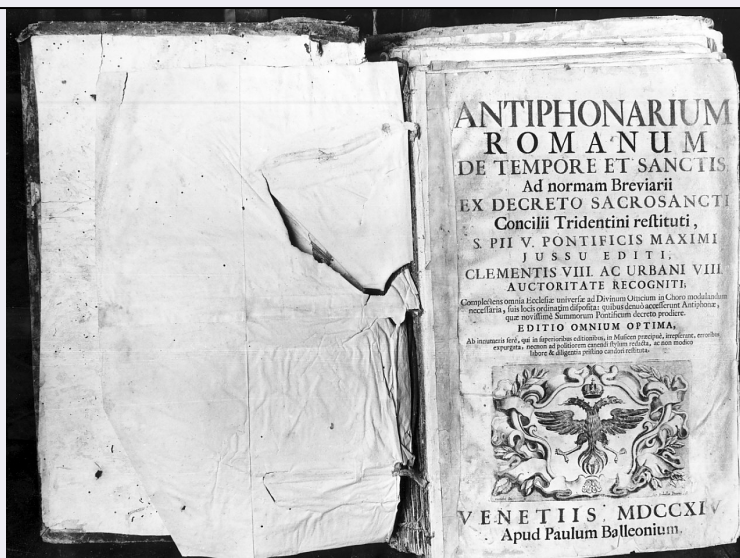 ANTIPHONARIUM
ROMANUM
DE TEMPORE ET SANCTIS,
Ad normam Breviarii
EX DECRETO SACROSANCTI
Concilii Tridentini reſtituti,
S. PII V. PONTIFICIS MAXIMI
JUSSU EDITI,
CLEMENTIS VIII. AC URBANI VIII.
AUCTORITATE RECOGNITI;
Complectens omnia Eccleſiæ univerſæ ad Divinum Officium in Choro modulandum
neceſſaria, ſuis locis ordinatim diſpoſita: quibus denuò acceſſerunt Antiphonæ,
quæ noviſſimè Summorum Pontificum decreto prodiere.
EDITIO OMNIUM OPTIMA,
Ab innumeris ferè, qui in ſuperioribus editionibus, in Muſicen præcipuè, irrepſerant, erroribus
expurgata, necnon ad poſitiorem canendi ſtylum redacta, ac non modico
labore & diligentia priſtino candori reſtituta.
VENETIIS, MDCCXIV
Apud Paulum Balleonium.